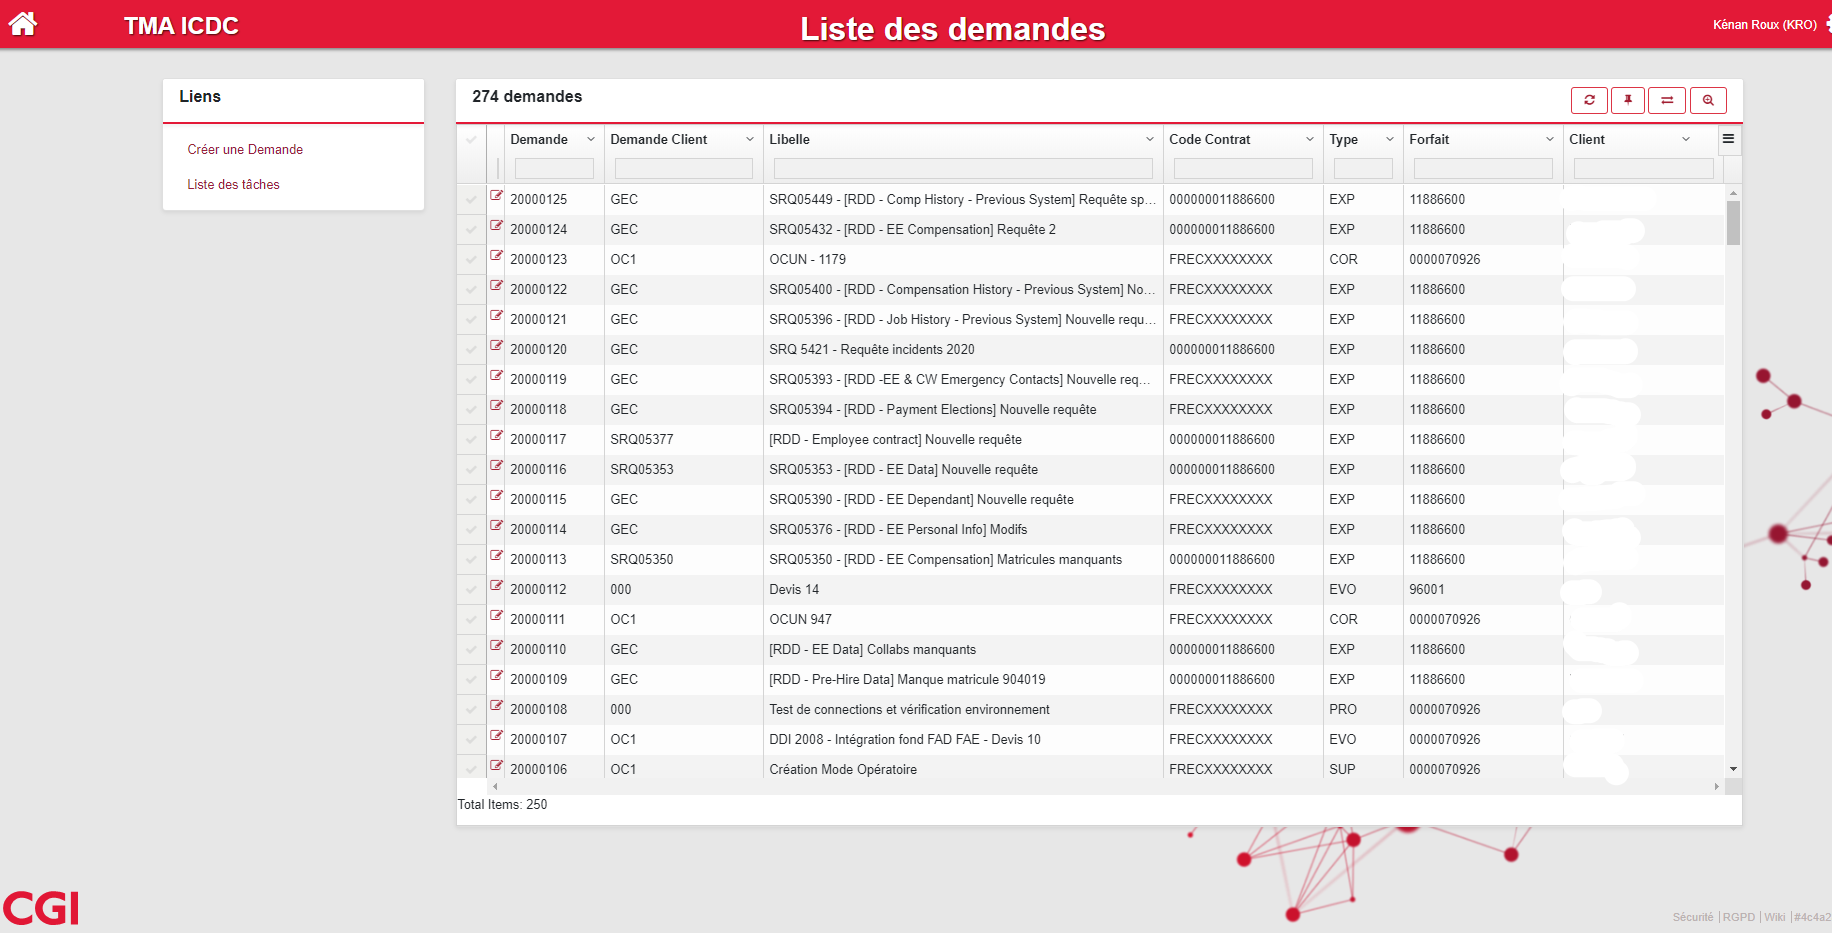 TMA ICDC
Liste des demandes
Kénan Roux (KRO)
Liens
Créer une Demande
Liste des tâches
274 demandes
Demande Demande Client Libelle Code Contrat Type Forfait Client
20000125 GEC SRQ05449 - [RDD - Comp History - Previous System] Requête sp... 000000011886600 EXP 11886600
20000124 GEC SRQ05432 - [RDD - EE Compensation] Requête 2 000000011886600 EXP 11886600
20000123 OC1 OCUN - 1179 FRECXXXXXXXX COR 0000070926
20000122 GEC SRQ05400 - [RDD - Compensation History - Previous System] No... FRECXXXXXXXX EXP 11886600
20000121 GEC SRQ05396 - [RDD - Job History - Previous System] Nouvelle requ... FRECXXXXXXXX EXP 11886600
20000120 GEC SRQ 5421 - Requête incidents 2020 000000011886600 EXP 11886600
20000119 GEC SRQ05393 - [RDD -EE & CW Emergency Contacts] Nouvelle req... FRECXXXXXXXX EXP 11886600
20000118 GEC SRQ05394 - [RDD - Payment Elections] Nouvelle requête FRECXXXXXXXX EXP 11886600
20000117 SRQ05377 [RDD - Employee contract] Nouvelle requête 000000011886600 EXP 11886600
20000116 SRQ05353 SRQ05353 - [RDD - EE Data] Nouvelle requête 000000011886600 EXP 11886600
20000115 GEC SRQ05390 - [RDD - EE Dependant] Nouvelle requête FRECXXXXXXXX EXP 11886600
20000114 GEC SRQ05376 - [RDD - EE Personal Info] Modifs FRECXXXXXXXX EXP 11886600
20000113 SRQ05350 SRQ05350 - [RDD - EE Compensation] Matricules manquants 000000011886600 EXP 11886600
20000112 000 Devis 14 FRECXXXXXXXX EVO 96001
20000111 OC1 OCUN 947 FRECXXXXXXXX COR 0000070926
20000110 GEC [RDD - EE Data] Collabs manquants 000000011886600 EXP 11886600
20000109 GEC [RDD - Pre-Hire Data] Manque matricule 904019 000000011886600 EXP 11886600
20000108 000 Test de connections et vérification environnement FRECXXXXXXXX PRO 0000070926
20000107 OC1 DDI 2008 - Intégration fond FAD FAE - Devis 10 FRECXXXXXXXX EVO 0000070926
20000106 OC1 Création Mode Opératoire FRECXXXXXXXX SUP 0000070926
Total Items: 250
CGI
Sécurité | RGPD | Wiki | #4c4a2